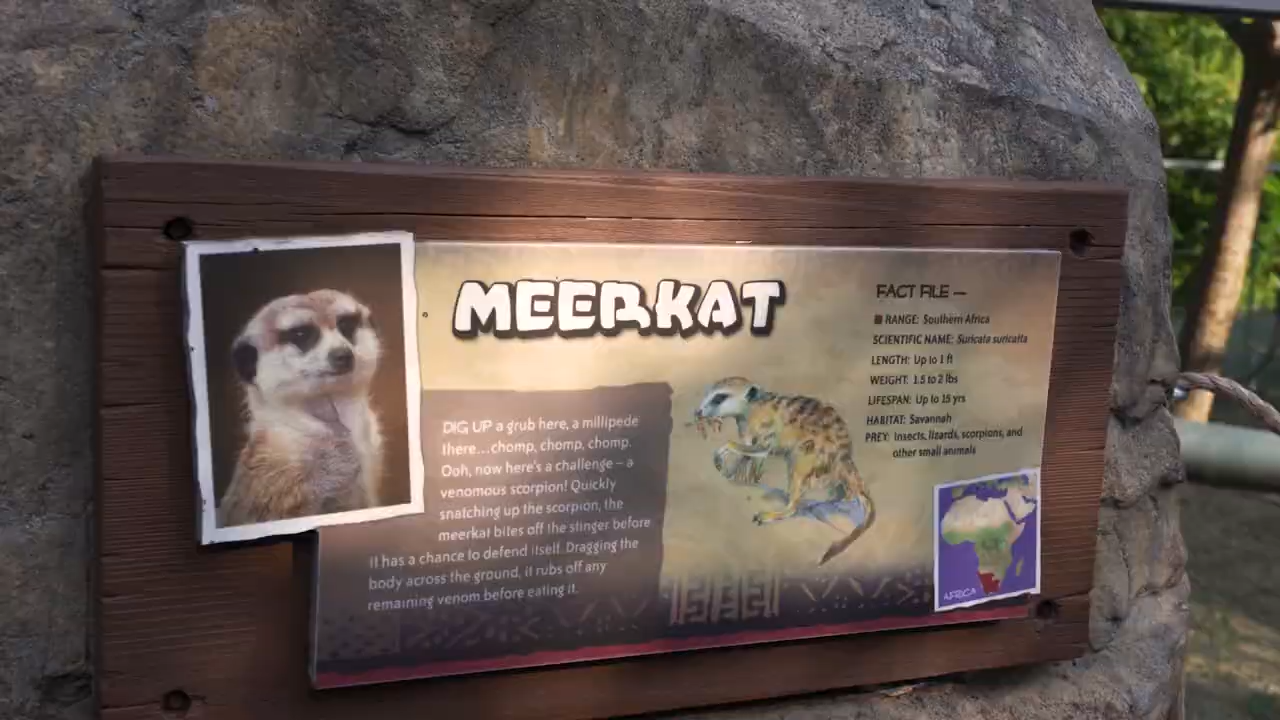 MEERKAT
DIG UP a grub here, a millipede
there...chomp, chomp, chomp.
Ooh, now here's a challenge – a
venomous scorpion! Quickly
snatching up the scorpion, the
meerkat bites off the stinger before
it has a chance to defend itself. Dragging the
body across the ground, it rubs off any
remaining venom before eating it.
FACT FILE —
RANGE: Southern Africa
SCIENTIFIC NAME: Suricata suricatta
LENGTH: Up to 1 ft
WEIGHT: 1.5 to 2 lbs
LIFESPAN: Up to 15 yrs
HABITAT: Savannah
PREY: Insects, lizards, scorpions, and
other small animals
AFRICA